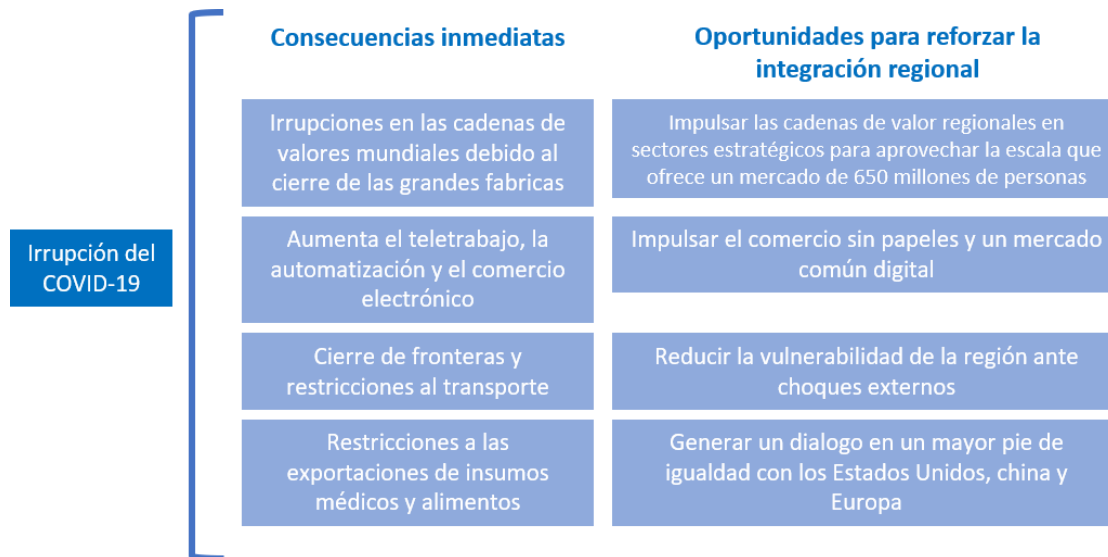 Irrupción del
COVID-19
Consecuencias inmediatas
Oportunidades para reforzar la
integración regional
Irrupciones en las cadenas de
valores mundiales debido al
cierre de las grandes fabricas
Impulsar las cadenas de valor regionales en
sectores estratégicos para aprovechar la escala que
ofrece un mercado de 650 millones de personas
Aumenta el teletrabajo, la
automatización y el comercio
electrónico
Impulsar el comercio sin papeles y un mercado
común digital
Cierre de fronteras y
restricciones al transporte
Reducir la vulnerabilidad de la región ante
choques externos
Restricciones a las
exportaciones de insumos
médicos y alimentos
Generar un dialogo en un mayor pie de
igualdad con los Estados Unidos, china y
Europa